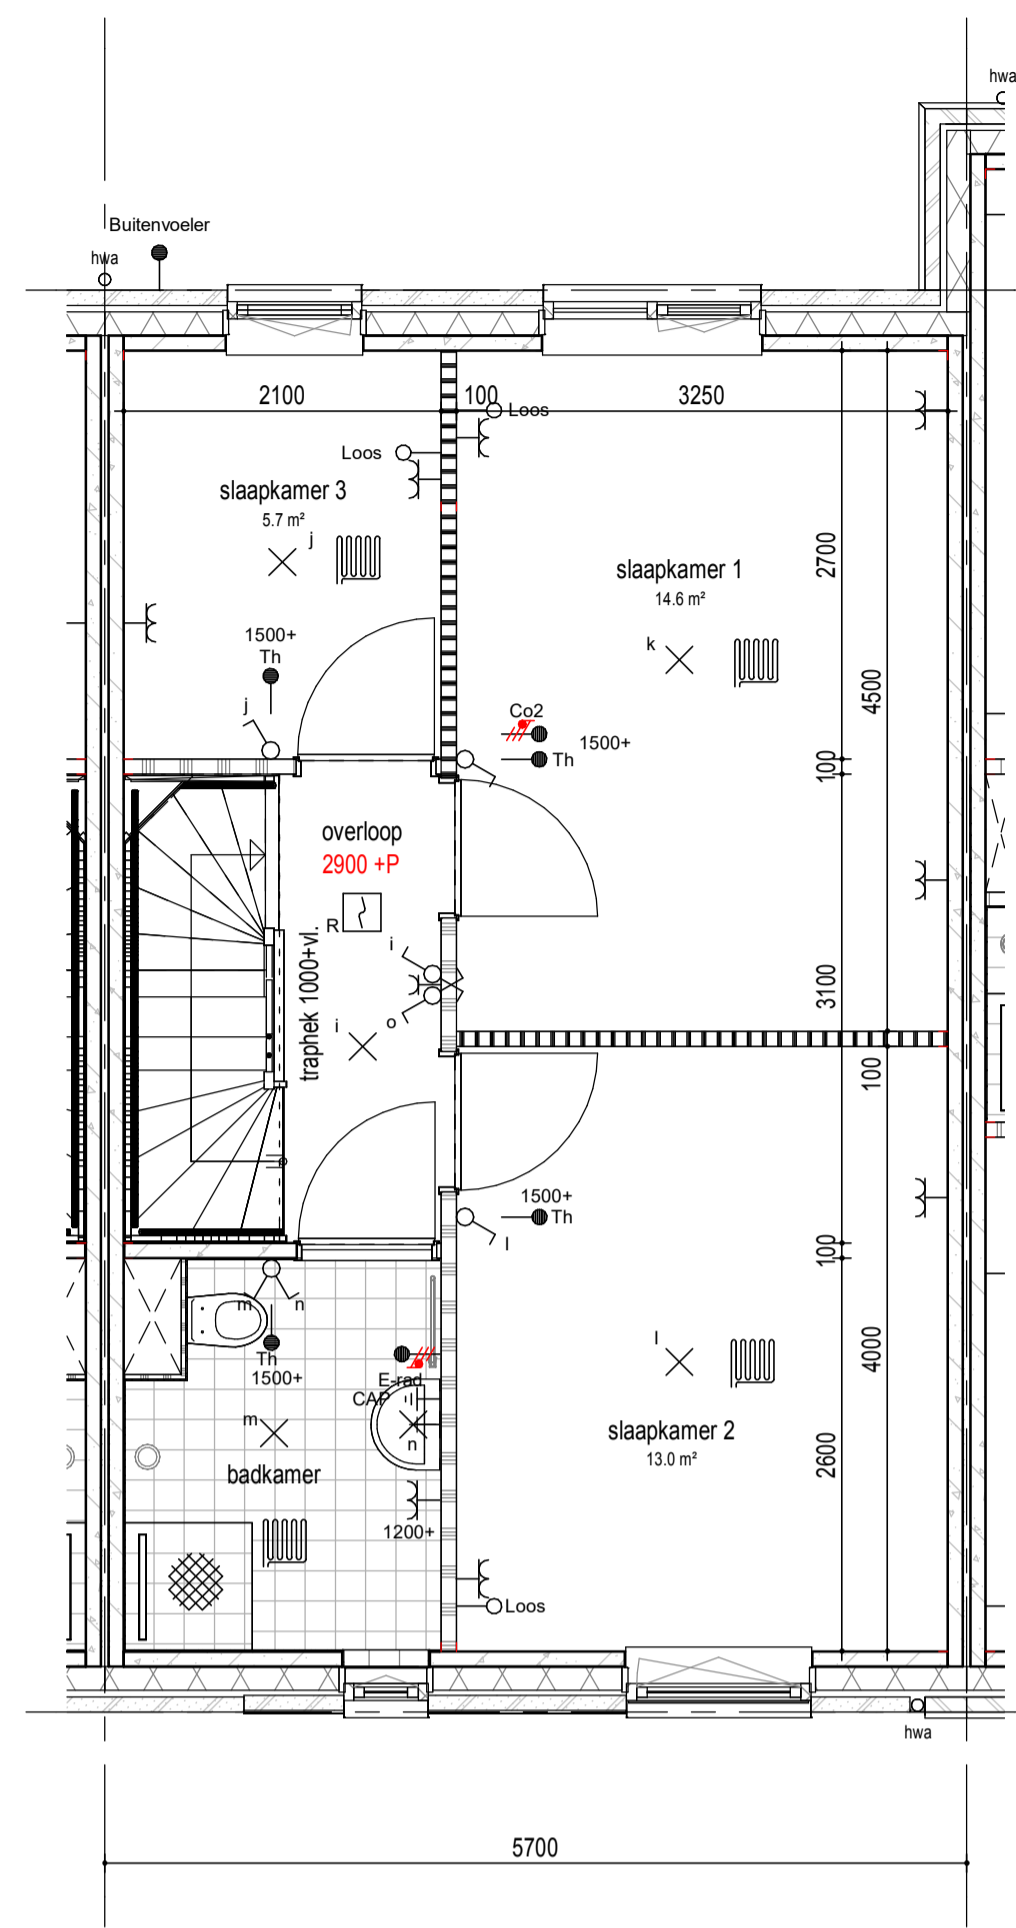 hwa
Buitenvoeler
hwa
2100
100
3250
Loos
Loos
slaapkamer 3
5.7 m²
j
slaapkamer 1
14.6 m²
k
2700
4500
1500+
Th
j
Co2
1500+
Th
100
overloop
2900 +P
R
i
traphek 1000+vl.
i
o
3100
100
1500+
Th
l
100
m
n
Th
1500+
E-rad
CAP
m
n
badkamer
1200+
l
4000
slaapkamer 2
13.0 m²
2600
Loos
hwa
5700